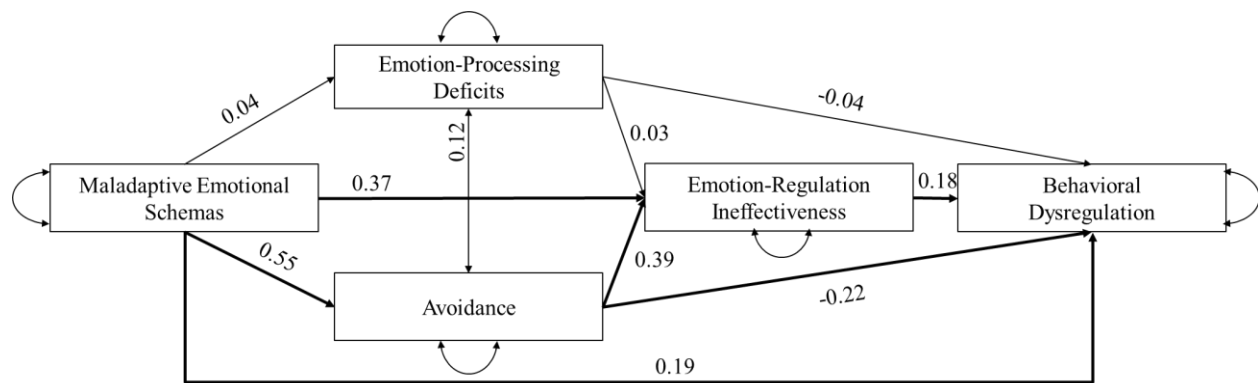 Emotion-Processing
Deficits
0.04
0.12
-0.04
0.03
Maladaptive Emotional
Schemas
0.37
Emotion-Regulation
Ineffectiveness
0.18
Behavioral
Dysregulation
0.55
0.39
Avoidance
-0.22
0.19